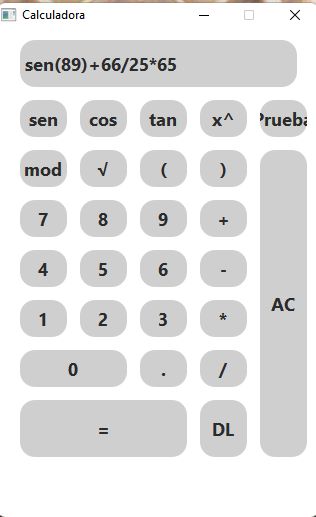 Calculadora
sen(89)+66/25*65
sen cos tan x^ Prueba
mod √ ( )
7 8 9 +
4 5 6 -
AC
1 2 3 *
0 . /
= DL